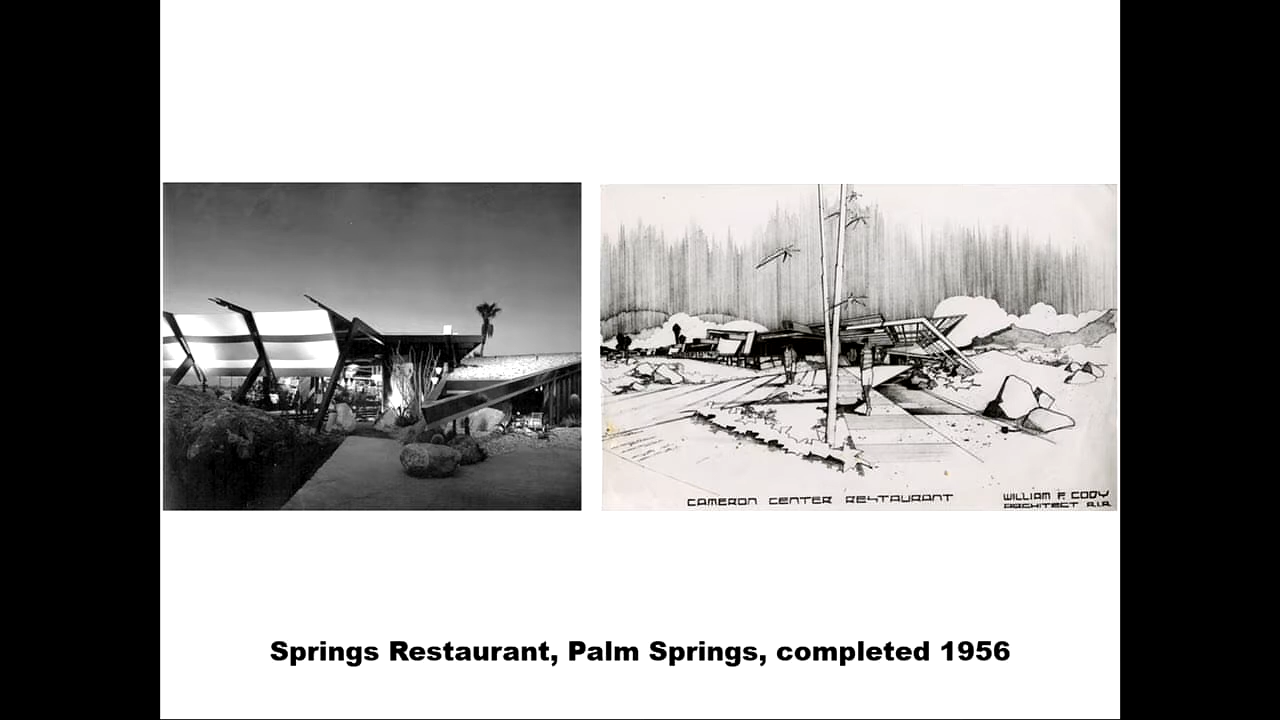 CAMERON CENTER RESTAURANT
WILLIAM F. CODY
ARCHITECT A.I.A.
Springs Restaurant, Palm Springs, completed 1956